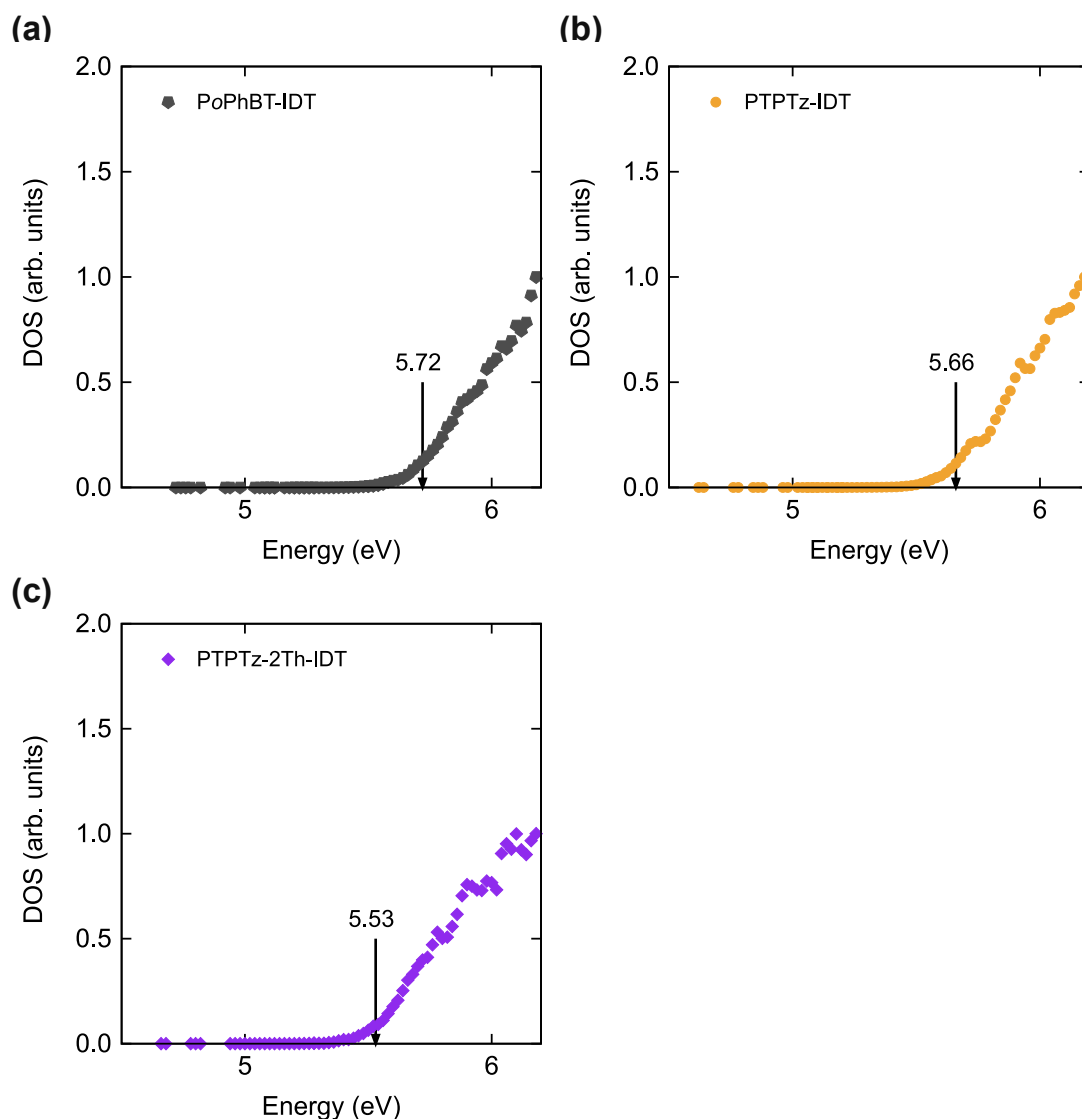 (a)
2.0
PoPhBT-IDT
1.5
DOS (arb. units)
1.0
5.72
0.5
0.0
5
6
Energy (eV)
(b)
2.0
PTPTz-IDT
1.5
DOS (arb. units)
1.0
5.66
0.5
0.0
5
6
Energy (eV)
(c)
2.0
PTPTz-2Th-IDT
1.5
DOS (arb. units)
1.0
5.53
0.5
0.0
5
6
Energy (eV)